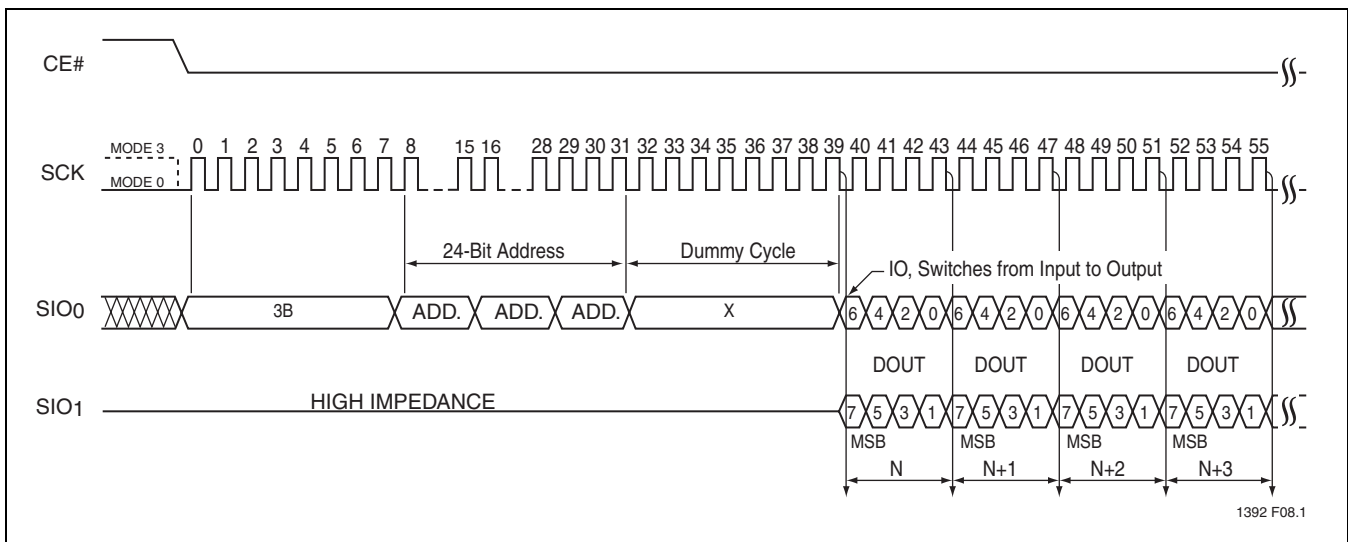 CE#
MODE 3
0 1 2 3 4 5 6 7 8 15 16 28 29 30 31 32 33 34 35 36 37 38 39 40 41 42 43 44 45 46 47 48 49 50 51 52 53 54 55
SCK
MODE 0
24-Bit Address
Dummy Cycle
IO, Switches from Input to Output
SIO0 3B ADD. ADD. ADD. X 6 4 2 0 6 4 2 0 6 4 2 0 6 4 2 0
DOUT DOUT DOUT DOUT
SIO1 HIGH IMPEDANCE 7 5 3 1 7 5 3 1 7 5 3 1 7 5 3 1
MSB MSB MSB MSB
N N+1 N+2 N+3
1392 F08.1